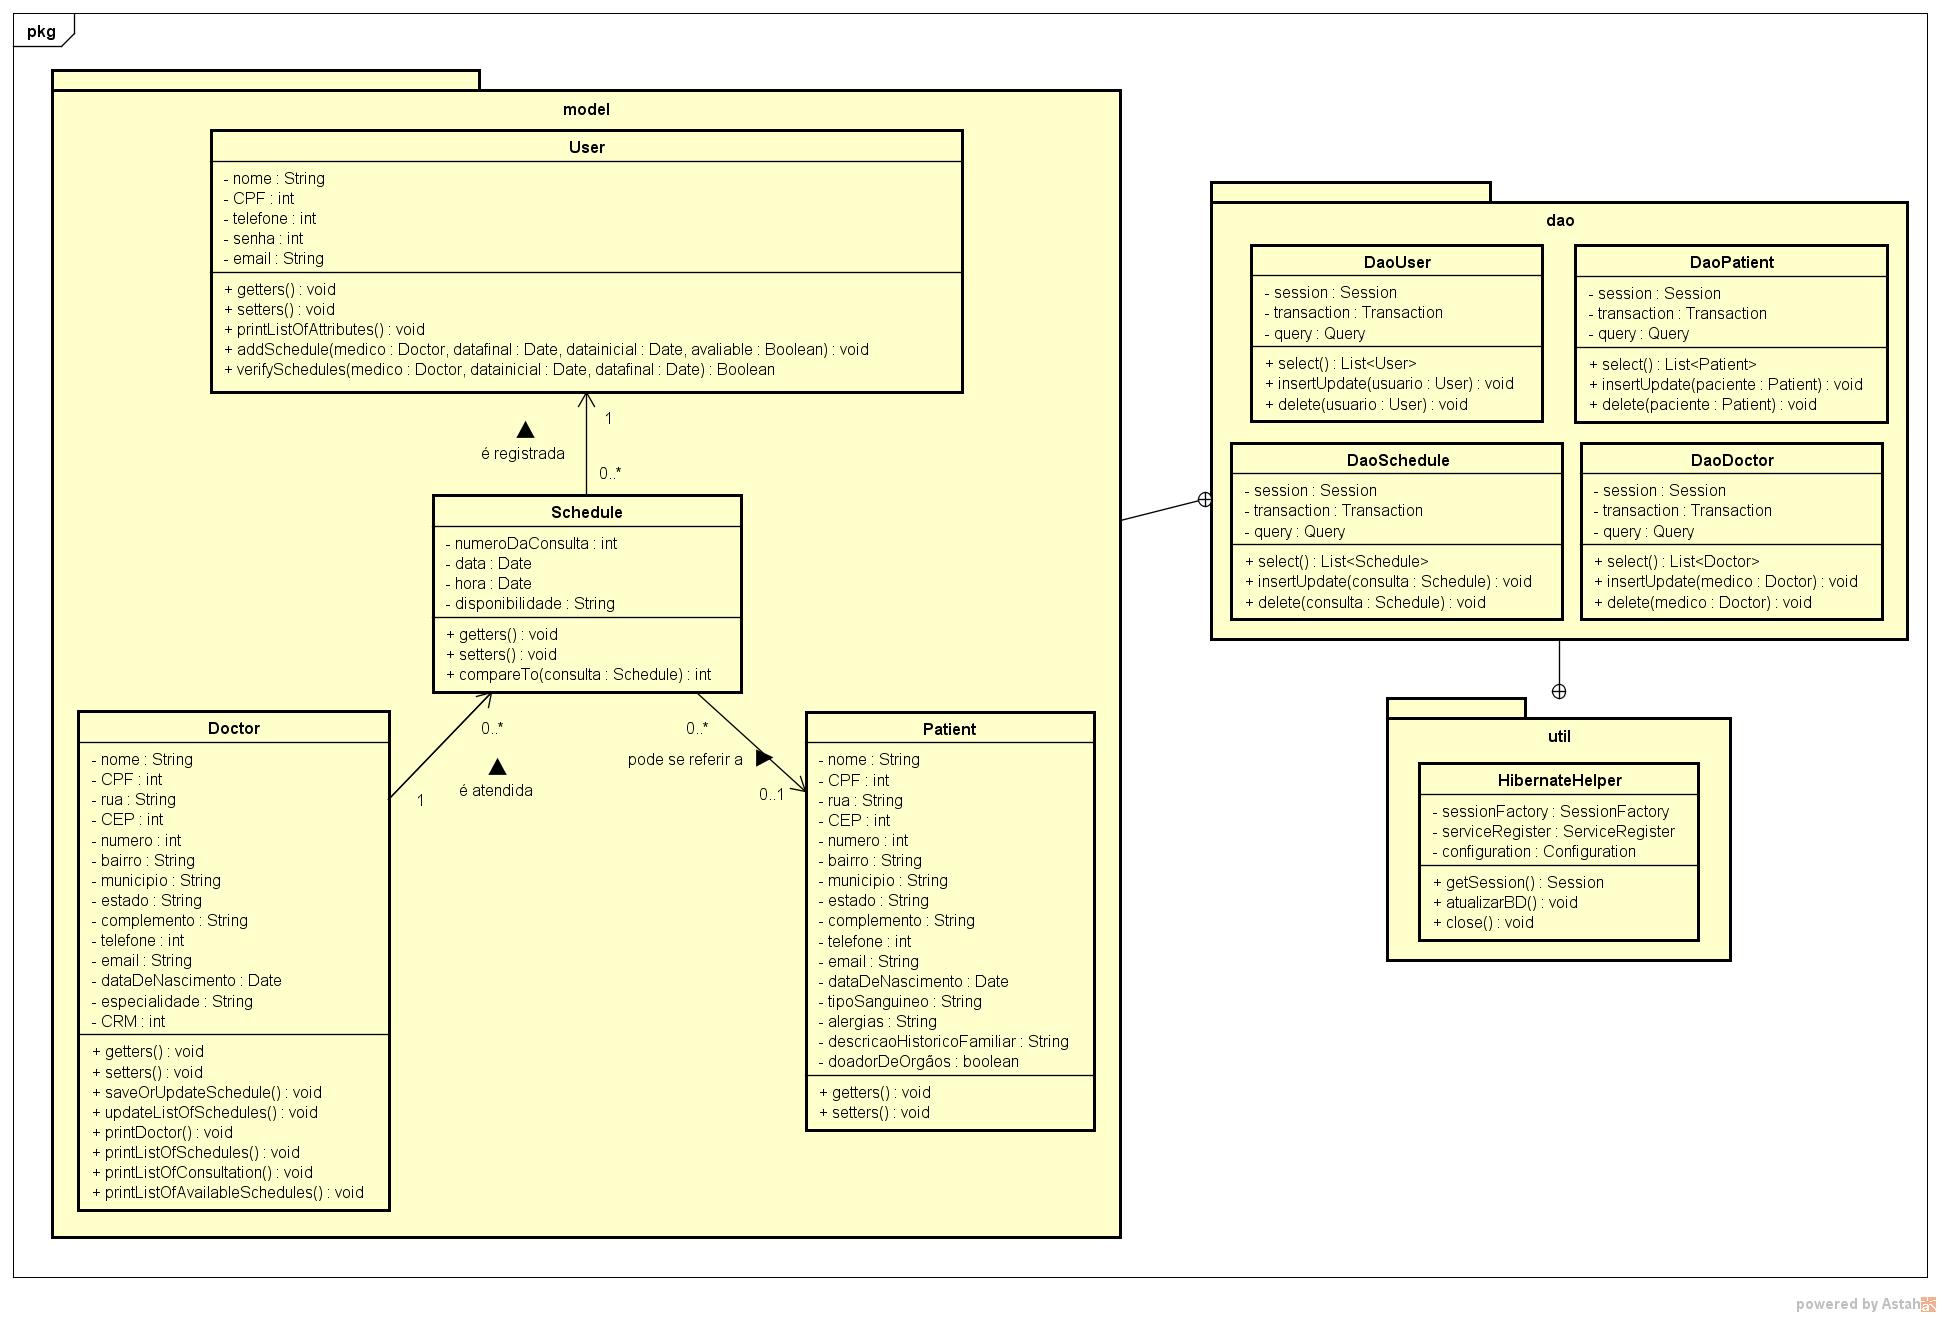 pkg
model
User
- nome : String
- CPF : int
- telefone : int
- senha : int
- email : String
+ getters() : void
+ setters() : void
+ printListOfAttributes() : void
+ addSchedule(medico : Doctor, datafinal : Date, datainicial : Date, avaliable : Boolean) : void
+ verifySchedules(medico : Doctor, datainicial : Date, datafinal : Date) : Boolean
1
é registrada
0..*
Schedule
- numeroDaConsulta : int
- data : Date
- hora : Date
- disponibilidade : String
+ getters() : void
+ setters() : void
+ compareTo(consulta : Schedule) : int
0..*
é atendida
1
0..*
pode se referir a
0..1
Doctor
- nome : String
- CPF : int
- rua : String
- CEP : int
- numero : int
- bairro : String
- municipio : String
- estado : String
- complemento : String
- telefone : int
- email : String
- dataDeNascimento : Date
- especialidade : String
- CRM : int
+ getters() : void
+ setters() : void
+ saveOrUpdateSchedule() : void
+ updateListOfSchedules() : void
+ printDoctor() : void
+ printListOfSchedules() : void
+ printListOfConsultation() : void
+ printListOfAvailableSchedules() : void
Patient
- nome : String
- CPF : int
- rua : String
- CEP : int
- numero : int
- bairro : String
- municipio : String
- estado : String
- complemento : String
- telefone : int
- email : String
- dataDeNascimento : Date
- tipoSanguineo : String
- alergias : String
- descricaoHistoricoFamiliar : String
- doadorDeOrgãos : boolean
+ getters() : void
+ setters() : void
dao
DaoUser
- session : Session
- transaction : Transaction
- query : Query
+ select() : List<User>
+ insertUpdate(usuario : User) : void
+ delete(usuario : User) : void
DaoPatient
- session : Session
- transaction : Transaction
- query : Query
+ select() : List<Patient>
+ insertUpdate(paciente : Patient) : void
+ delete(paciente : Patient) : void
DaoSchedule
- session : Session
- transaction : Transaction
- query : Query
+ select() : List<Schedule>
+ insertUpdate(consulta : Schedule) : void
+ delete(consulta : Schedule) : void
DaoDoctor
- session : Session
- transaction : Transaction
- query : Query
+ select() : List<Doctor>
+ insertUpdate(medico : Doctor) : void
+ delete(medico : Doctor) : void
util
HibernateHelper
- sessionFactory : SessionFactory
- serviceRegister : ServiceRegister
- configuration : Configuration
+ getSession() : Session
+ atualizarBD() : void
+ close() : void
powered by Astah